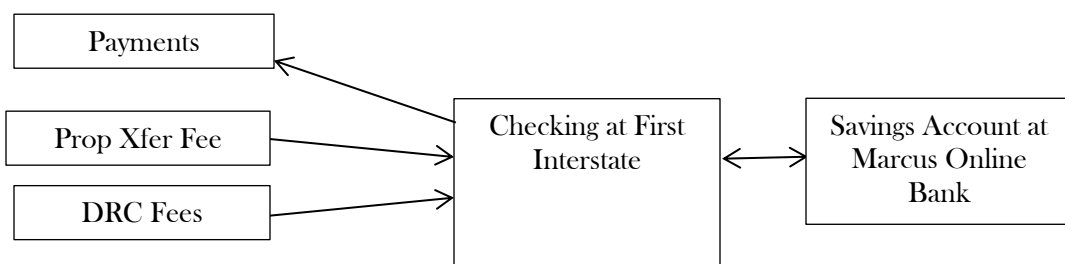 Payments
Prop Xfer Fee
DRC Fees
Checking at First
Interstate
Savings Account at
Marcus Online
Bank